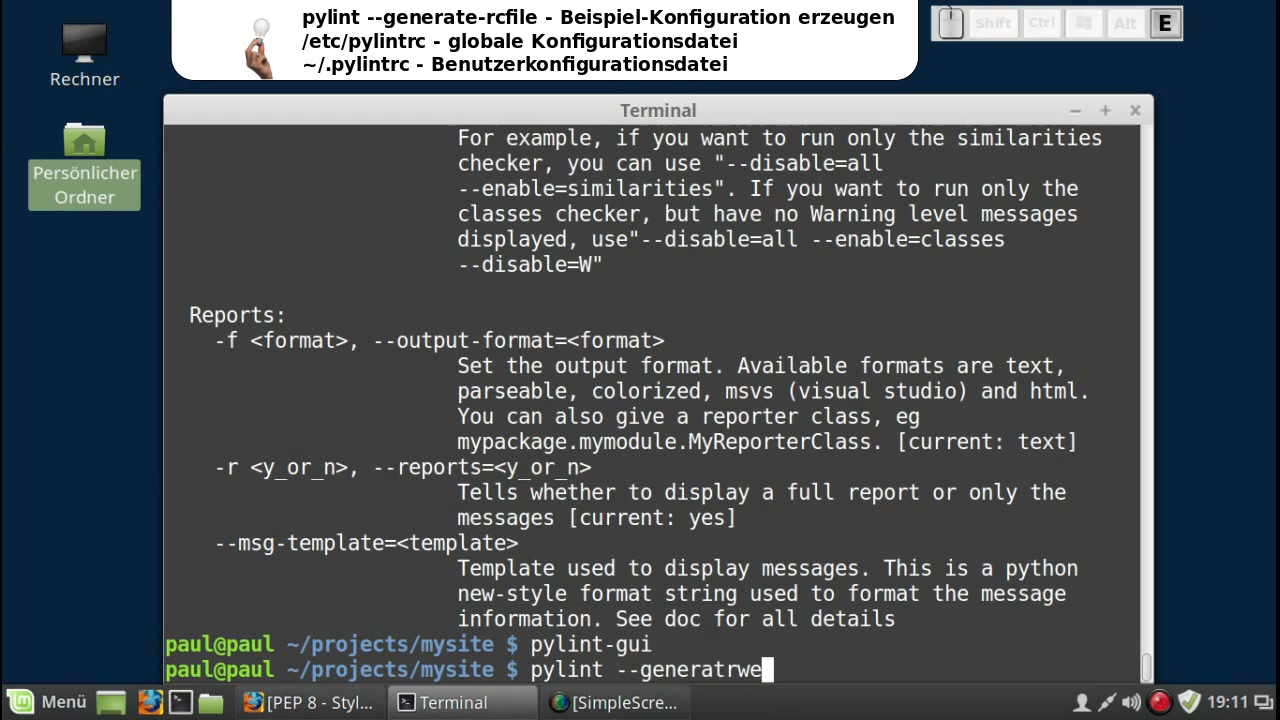 pylint --generate-rcfile - Beispiel-Konfiguration erzeugen
/etc/pylintrc - globale Konfigurationsdatei
~/.pylintrc - Benutzerkonfigurationsdatei
Shift Ctrl Alt E
Rechner
Persönlicher
Ordner
Terminal
For example, if you want to run only the similarities
checker, you can use "--disable=all
--enable=similarities". If you want to run only the
classes checker, but have no Warning level messages
displayed, use"--disable=all --enable=classes
--disable=W"
Reports:
-f <format>, --output-format=<format>
Set the output format. Available formats are text,
parseable, colorized, msvs (visual studio) and html.
You can also give a reporter class, eg
mypackage.mymodule.MyReporterClass. [current: text]
-r <y_or_n>, --reports=<y_or_n>
Tells whether to display a full report or only the
messages [current: yes]
--msg-template=<template>
Template used to display messages. This is a python
new-style format string used to format the message
information. See doc for all details
paul@paul ~/projects/mysite $ pylint-gui
paul@paul ~/projects/mysite $ pylint --generatrwe
Menü [PEP 8 - Styl... Terminal [SimpleScre... 19:11